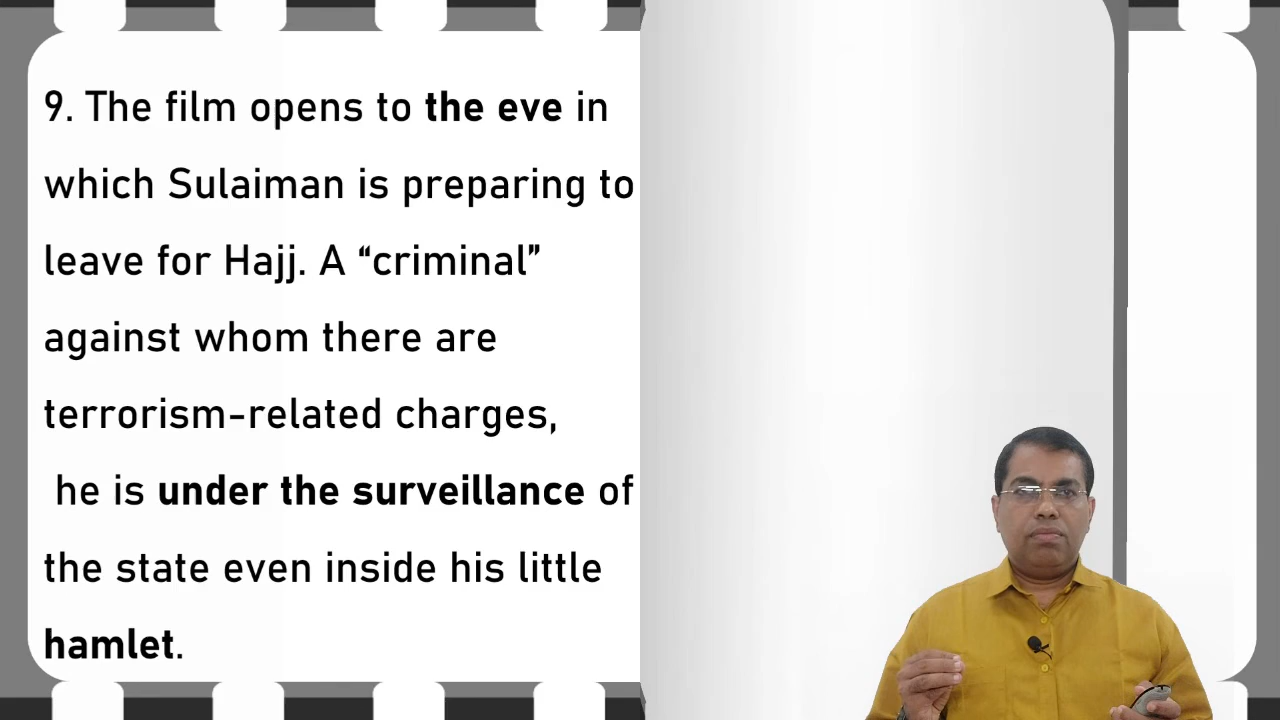 9. The film opens to the eve in
which Sulaiman is preparing to
leave for Hajj. A “criminal”
against whom there are
terrorism-related charges,
he is under the surveillance of
the state even inside his little
hamlet.